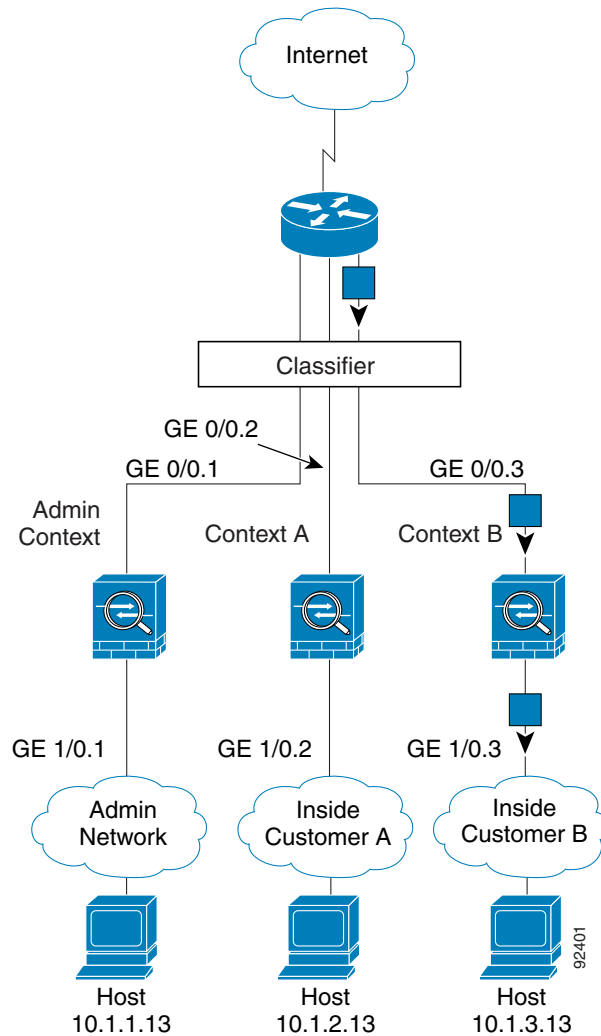 Internet
Classifier
GE 0/0.2
GE 0/0.1
GE 0/0.3
Admin
Context
Context A
Context B
GE 1/0.1
GE 1/0.2
GE 1/0.3
Admin
Network
Inside
Customer A
Inside
Customer B
92401
Host
10.1.1.13
Host
10.1.2.13
Host
10.1.3.13